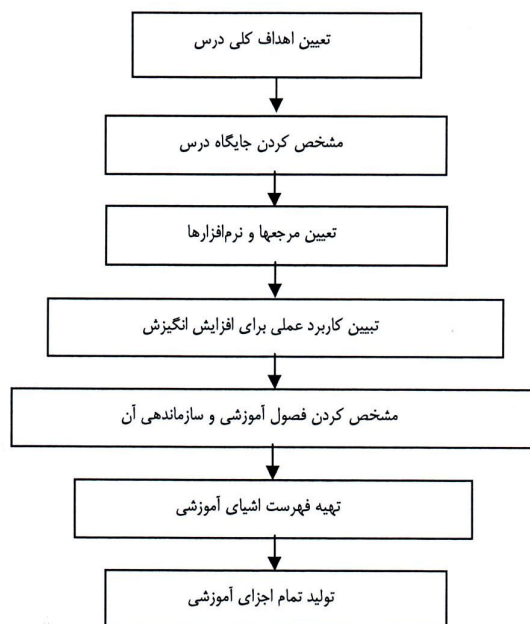 تعیین اهداف کلی درس
مشخص کردن جایگاه درس
تعیین مرجعها و نرم‌افزارها
تبیین کاربرد عملی برای افزایش انگیزش
مشخص کردن فصول آموزشی و سازماندهی آن
تهیه فهرست اشیای آموزشی
تولید تمام اجزای آموزشی